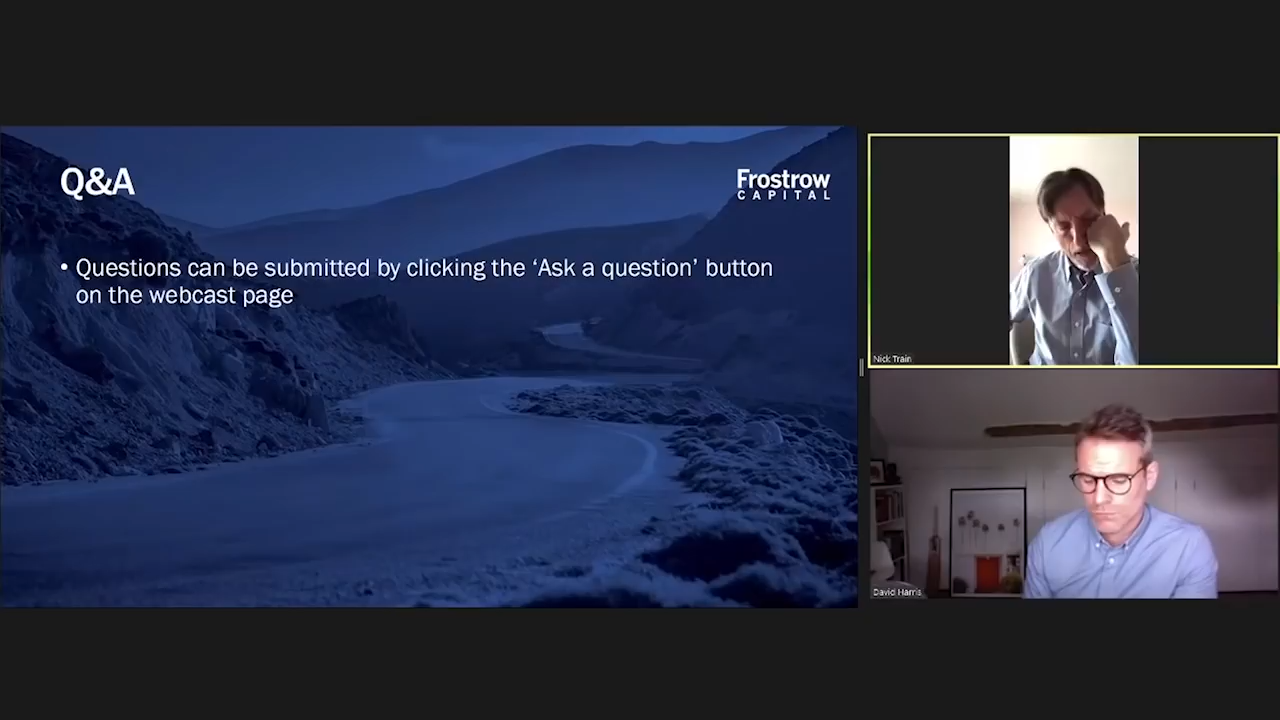 Q&A
Frostrow
CAPITAL
• Questions can be submitted by clicking the ‘Ask a question’ button
on the webcast page
Nick Train
David Harris